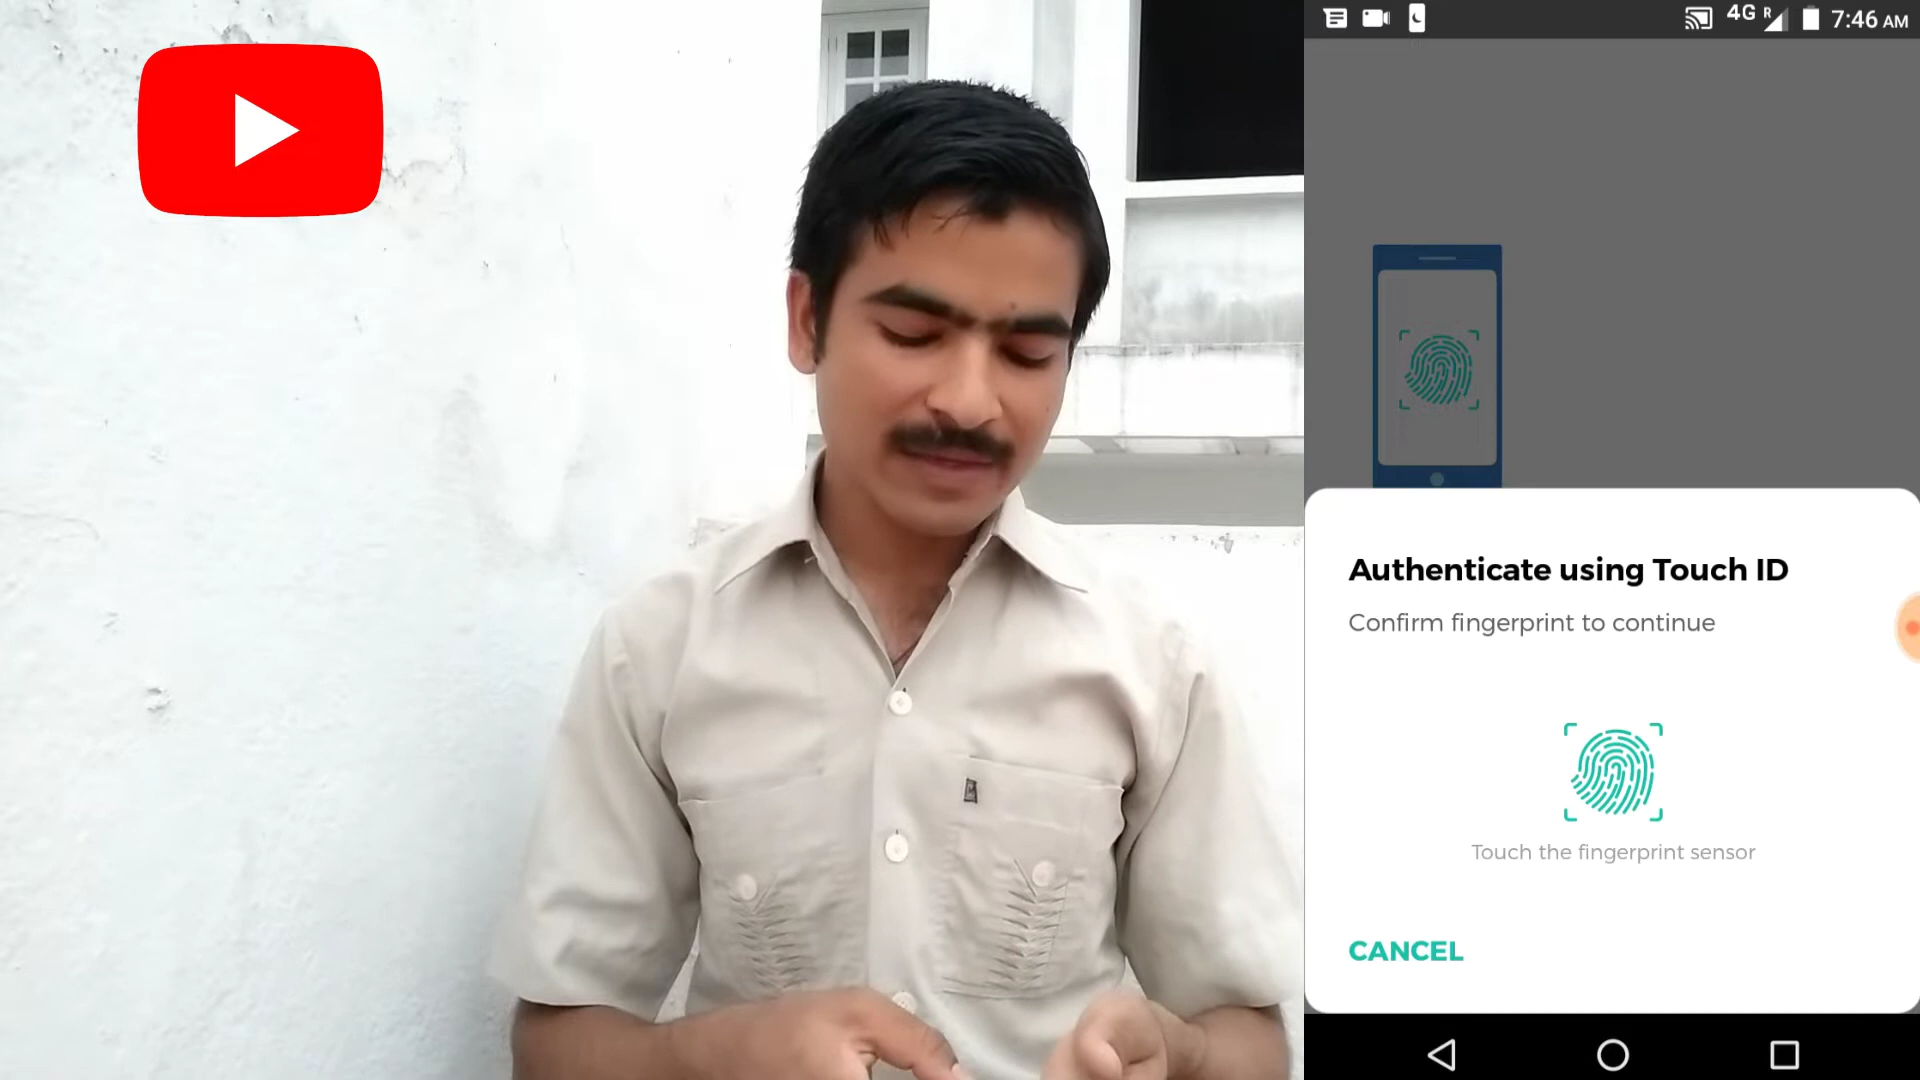 4G R 7:46 AM
Authenticate using Touch ID
Confirm fingerprint to continue
Touch the fingerprint sensor
CANCEL